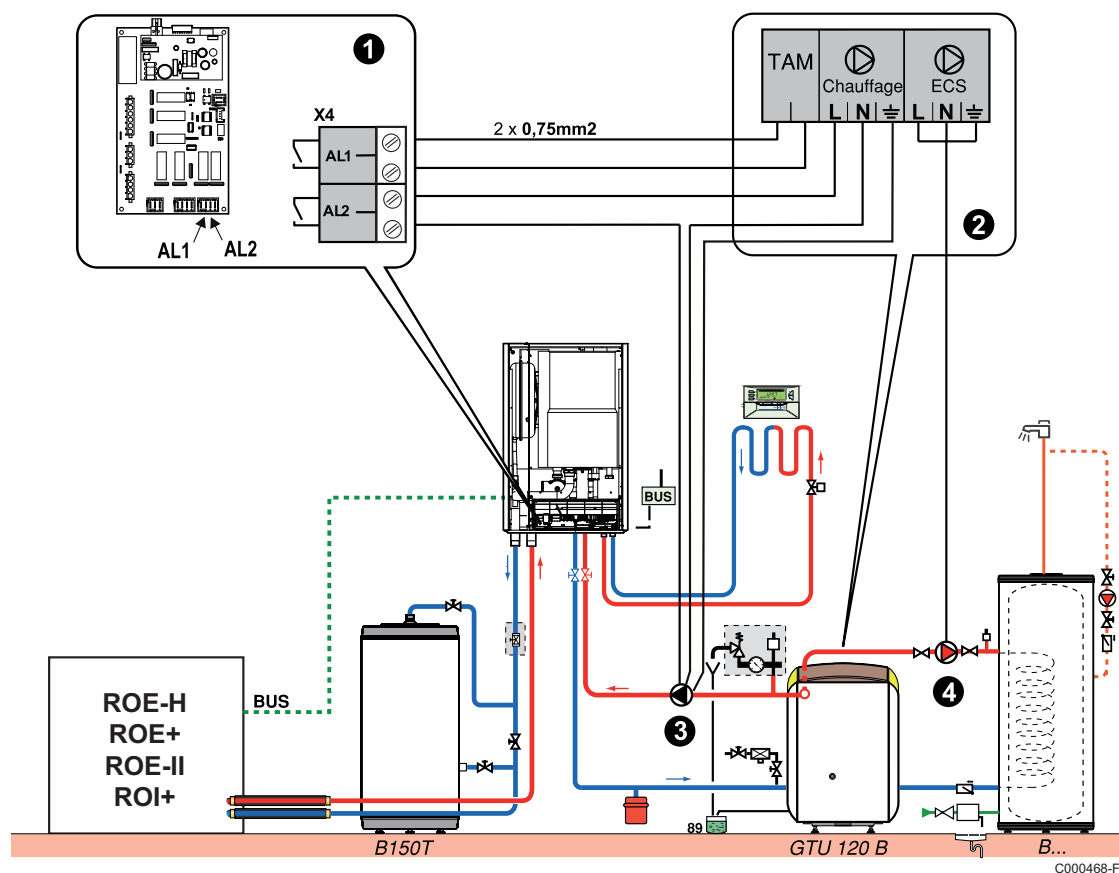 1
X4
AL1
AL2
AL1
AL2
2 x 0,75mm2
TAM
Chauffage
ECS
L N
L N
2
BUS
BUS
ROE-H
ROE+
ROE-II
ROI+
3
4
89
B150T
GTU 120 B
B...
C000468-F